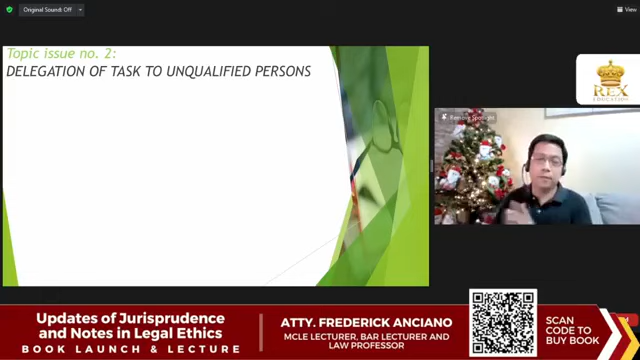 Original Sound: Off
View
Topic issue no. 2:
DELEGATION OF TASK TO UNQUALIFIED PERSONS
REX
EDUCATION
Remove Spotlight
Updates of Jurisprudence
and Notes in Legal Ethics
BOOK LAUNCH & LECTURE
ATTY. FREDERICK ANCIANO
MCLE LECTURER, BAR LECTURER AND
LAW PROFESSOR
SCAN
CODE TO
BUY BOOK